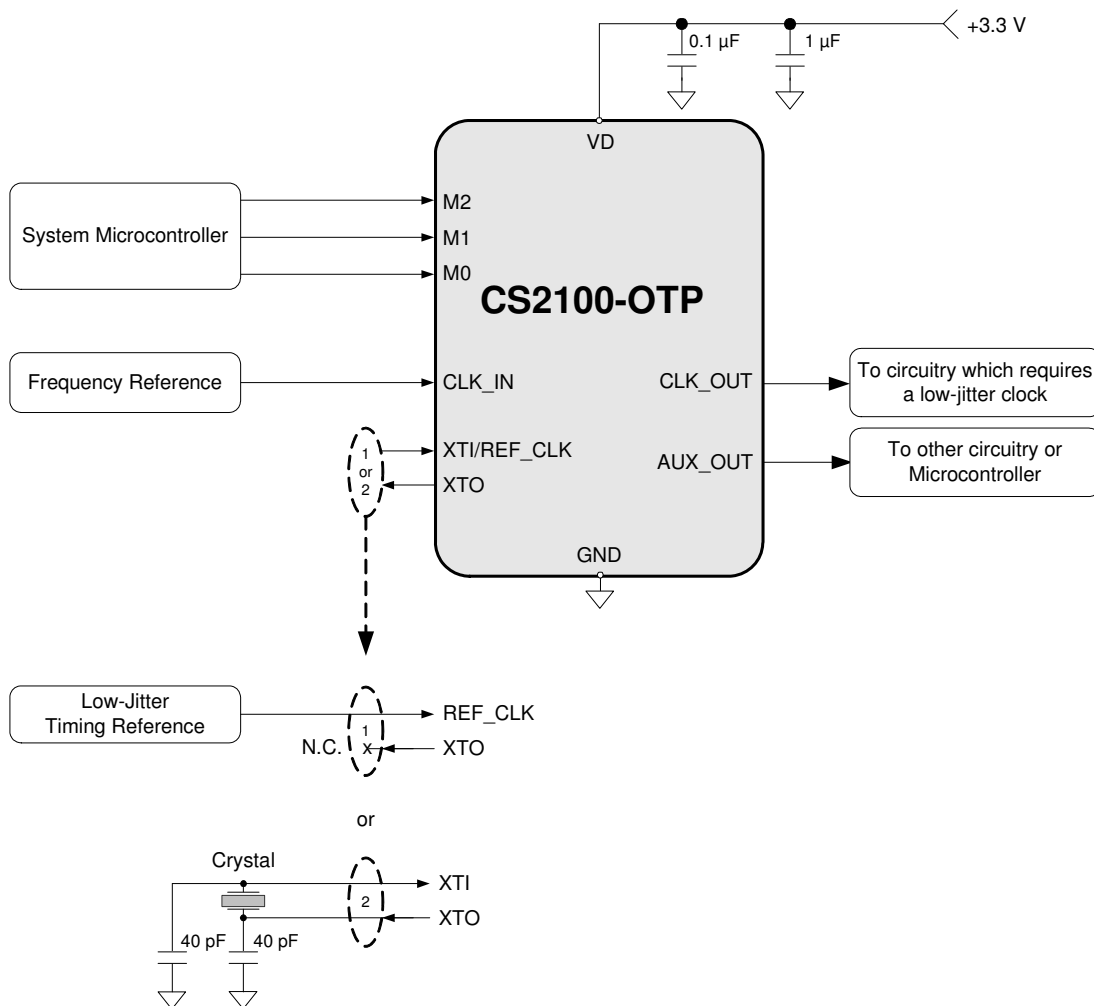 +3.3 V
0.1 µF
1 µF
VD
System Microcontroller
M2
M1
M0
CS2100-OTP
Frequency Reference
CLK_IN
CLK_OUT
To circuitry which requires
a low-jitter clock
1
or
2
XTI/REF_CLK
XTO
AUX_OUT
To other circuitry or
Microcontroller
GND
Low-Jitter
Timing Reference
1
REF_CLK
N.C.
X
XTO
or
Crystal
2
XTI
XTO
40 pF
40 pF